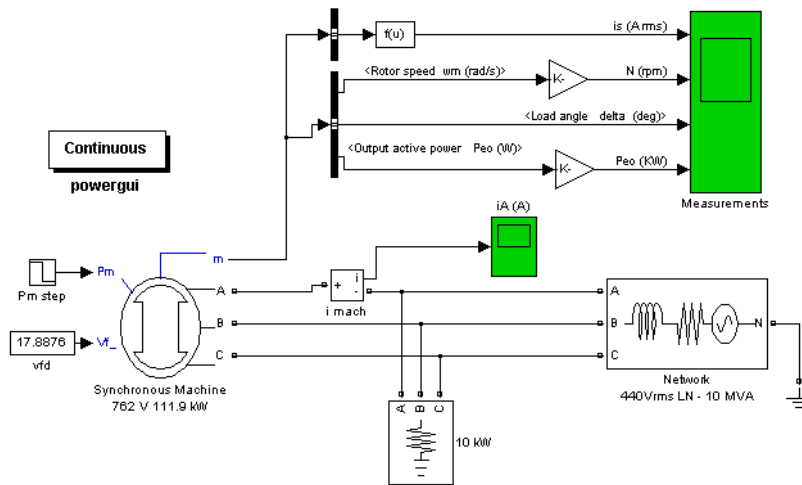 f(u)
is (A rms)
<Rotor speed wm (rad/s)>
K-
N (rpm)
<Load angle delta (deg)>
<Output active power Peo (W)>
K-
Peo (KW)
Measurements
Continuous
powergui
iA (A)
m
Pm
Pm step
A
+
i
-
i mach
A
B
B
N
17.8876
vfd
Vf_
C
C
Synchronous Machine
762 V 111.9 kW
Network
440Vrms LN - 10 MVA
A
B
C
10 kW